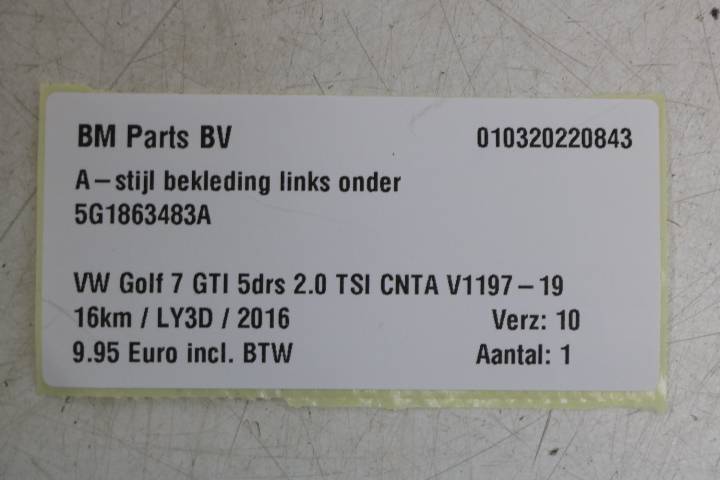 BM Parts BV 010320220843
A-stijl bekleding links onder
5G1863483A
VW Golf 7 GTI 5drs 2.0 TSI CNTA V1197-19
16km / LY3D / 2016 Verz: 10
9.95 Euro incl. BTW Aantal: 1